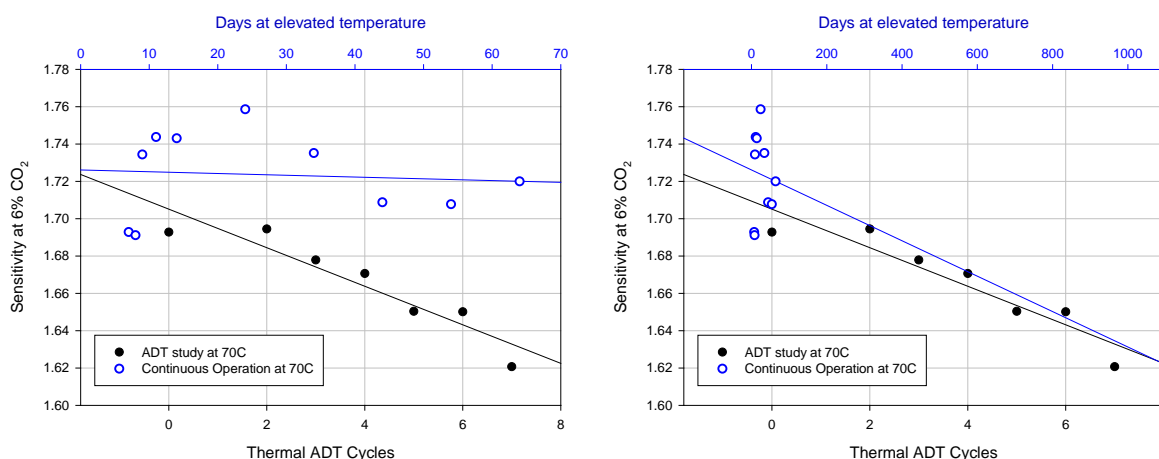 Days at elevated temperature
0 10 20 30 40 50 60 70
1.78
1.76
1.74
1.72
1.70
1.68
1.66
1.64
1.62
1.60
Sensitivity at 6% CO2
ADT study at 70C
Continuous Operation at 70C
0 2 4 6 8
Thermal ADT Cycles
Days at elevated temperature
0 200 400 600 800 1000
1.78
1.76
1.74
1.72
1.70
1.68
1.66
1.64
1.62
1.60
Sensitivity at 6% CO2
ADT study at 70C
Continuous Operation at 70C
0 2 4 6
Thermal ADT Cycles